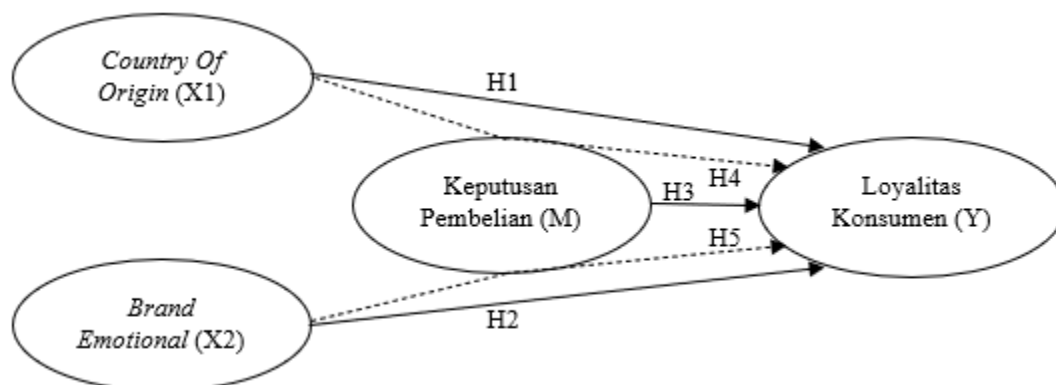 Country Of
Origin (X1)
H1
Keputusan
Pembelian (M)
H4
H3
H5
Loyalitas
Konsumen (Y)
Brand
Emotional (X2)
H2